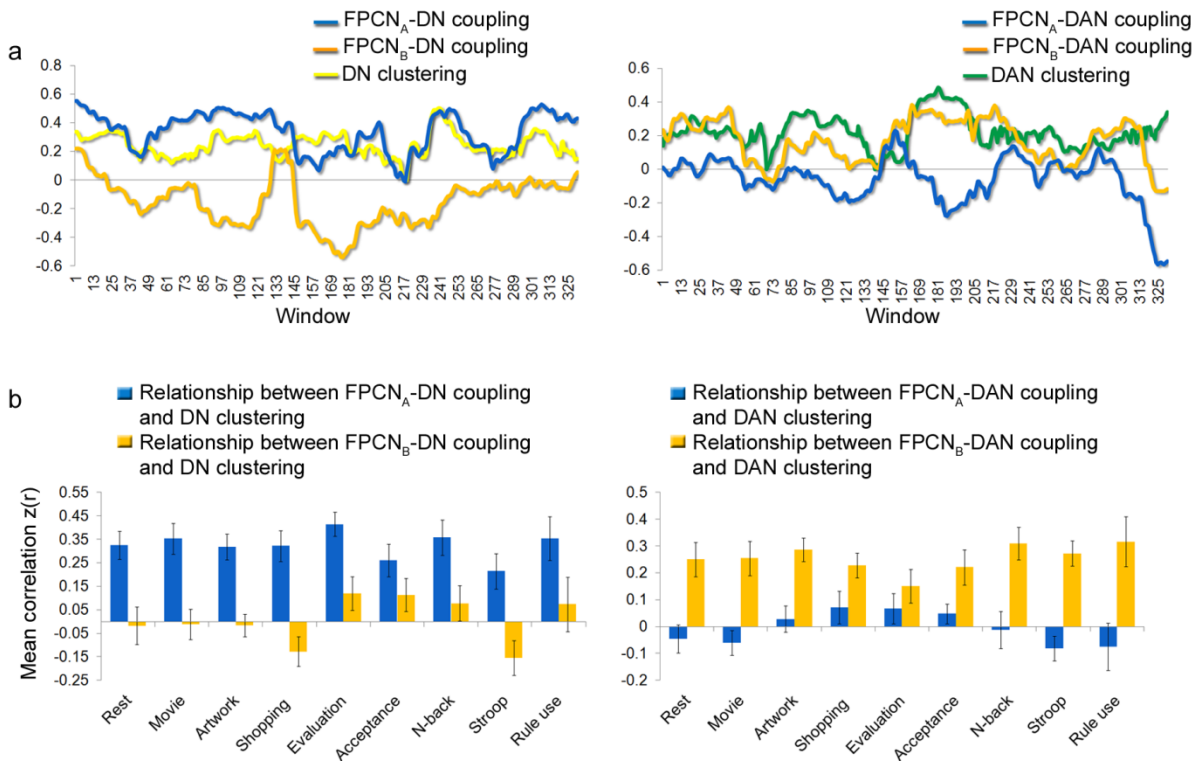 a
FPCN_A-DN coupling
FPCN_B-DN coupling
DN clustering
0.8
0.6
0.4
0.2
0
-0.2
-0.4
-0.6
1 13 25 37 49 61 73 85 97 109 121 133 145 157 169 181 193 205 217 229 241 253 265 277 289 301 313 325
Window
FPCN_A-DAN coupling
FPCN_B-DAN coupling
DAN clustering
0.6
0.4
0.2
0
-0.2
-0.4
-0.6
1 13 25 37 49 61 73 85 97 109 121 133 145 157 169 181 193 205 217 229 241 253 265 277 289 301 313 325
Window
b
Relationship between FPCN_A-DN coupling
and DN clustering
Relationship between FPCN_B-DN coupling
and DN clustering
Mean correlation z(r)
0.55
0.45
0.35
0.25
0.15
0.05
-0.05
-0.15
-0.25
Rest Movie Artwork Shopping Evaluation Acceptance N-back Stroop Rule use
Relationship between FPCN_A-DAN coupling
and DAN clustering
Relationship between FPCN_B-DAN coupling
and DAN clustering
0.5
0.4
0.3
0.2
0.1
0
-0.1
-0.2
Rest Movie Artwork Shopping Evaluation Acceptance N-back Stroop Rule use